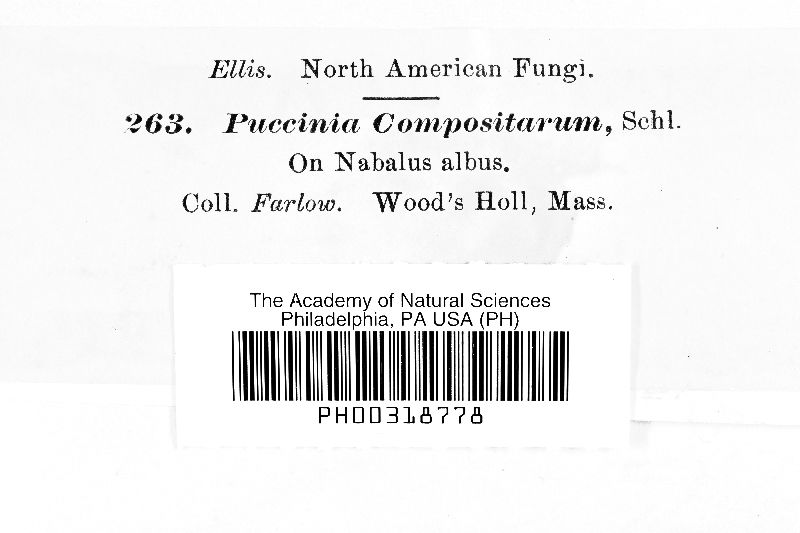 Ellis. North American Fungi.
263. Puccinia Compositarum, Schl.
On Nabalus albus.
Coll. Farlow. Wood's Holl, Mass.
The Academy of Natural Sciences
Philadelphia, PA USA (PH)
PH00318778